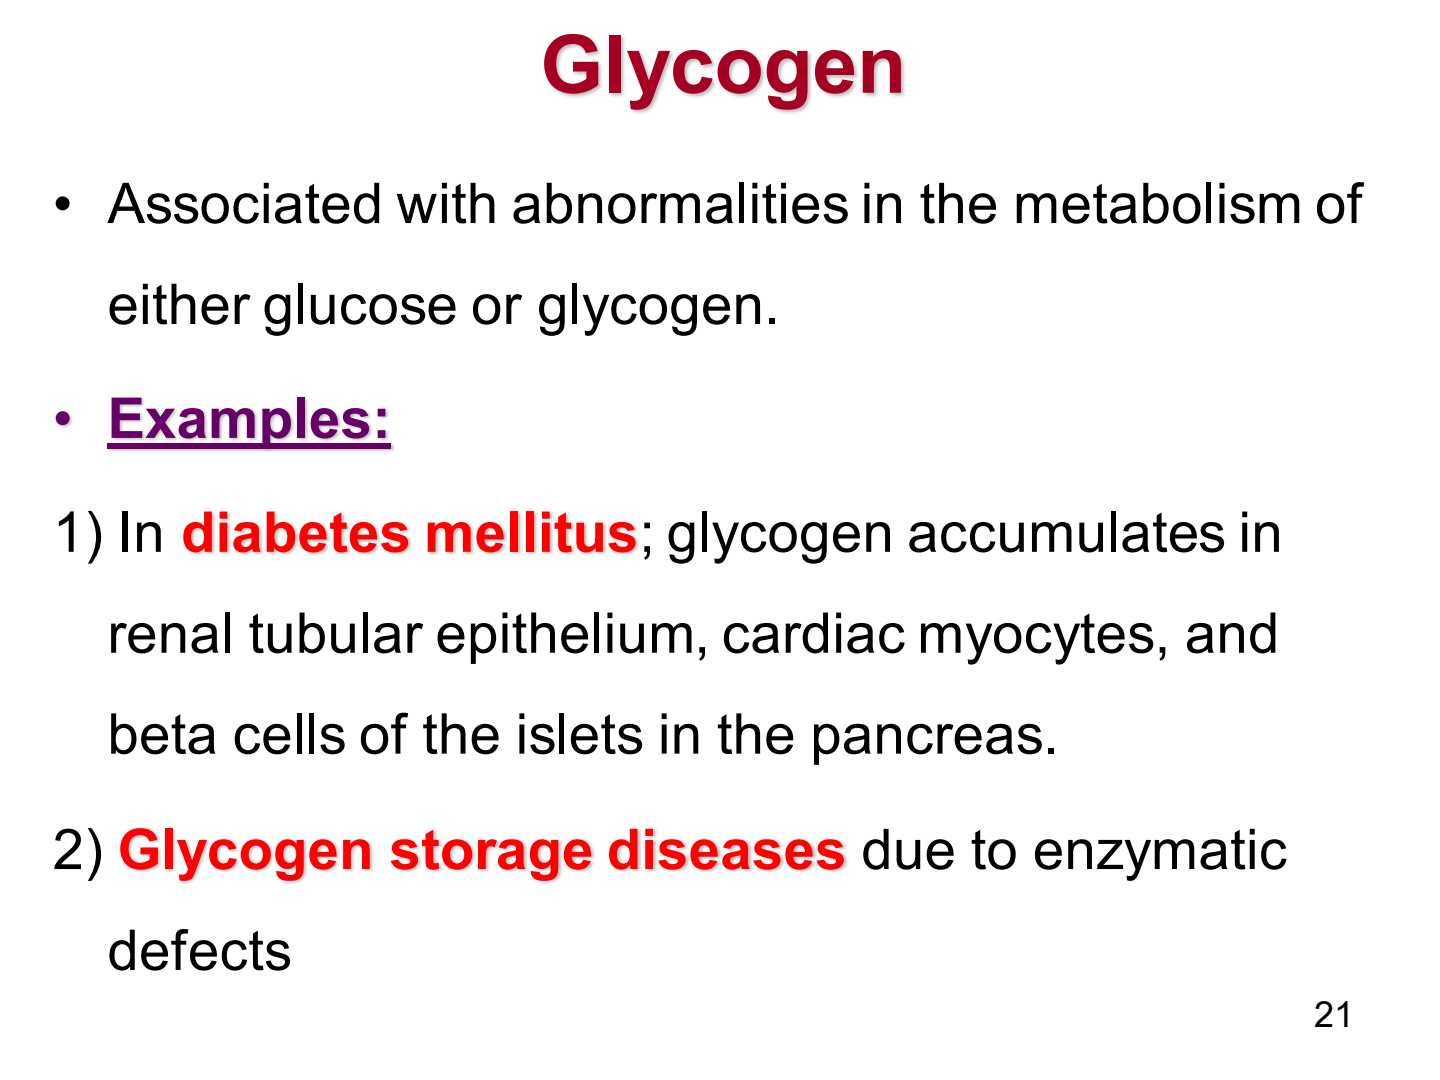 Glycogen
• Associated with abnormalities in the metabolism of
either glucose or glycogen.
• Examples:
1) In diabetes mellitus; glycogen accumulates in
renal tubular epithelium, cardiac myocytes, and
beta cells of the islets in the pancreas.
2) Glycogen storage diseases due to enzymatic
defects
21